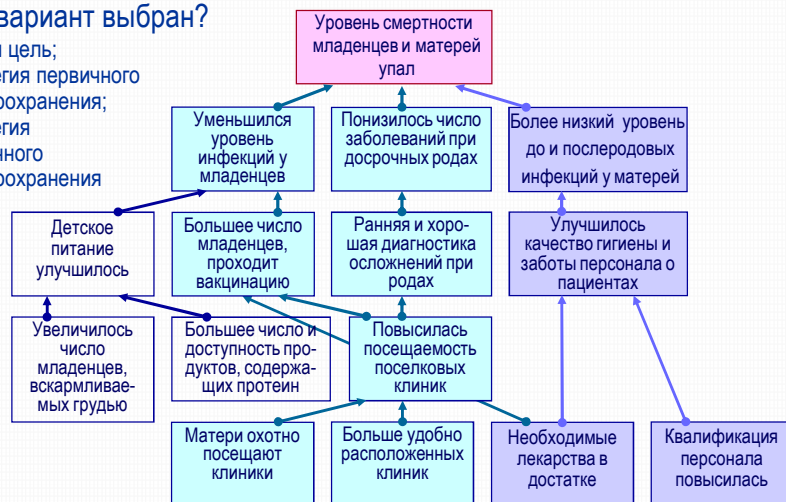 вариант выбран?
цель;
егия первичного
оохранения;
егия
чного
оохранения
Уровень смертности
младенцев и матерей
упал
Уменьшился
уровень
инфекций у
младенцев
Понизилось число
заболеваний при
досрочных родах
Более низкий уровень
до и послеродовых
инфекций у матерей
Детское
питание
улучшилось
Большее число
младенцев,
проходит
вакцинацию
Ранняя и хоро-
шая диагностика
осложнений при
родах
Улучшилось
качество гигиены и
заботы персонала о
пациентах
Увеличилось
число
младенцев,
вскармливае-
мых грудью
Большее число и
доступность про-
дуктов, содержа-
щих протеин
Повысилась
посещаемость
поселковых
клиник
Матери охотно
посещают
клиники
Больше удобно
расположенных
клиник
Необходимые
лекарства в
достатке
Квалификация
персонала
повысилась